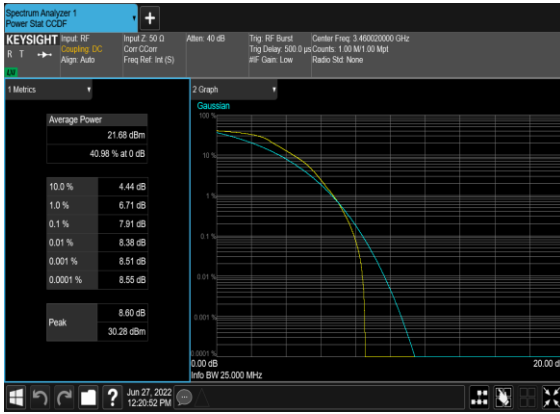 Spectrum Analyzer 1
Power Stat CCDF
KEYSIGHT
R T
LV
Input: RF
Coupling: DC
Align: Auto
Input Z: 50 Ω
Corr CCorr
Freq Ref: Int (S)
Atten: 40 dB
Trig: RF Burst
Trig Delay: 500.0 µs
#IF Gain: Low
Center Freq: 3.460020000 GHz
Counts: 1.00 M/1.00 Mpt
Radio Std: None
1 Metrics
Average Power
21.68 dBm
40.98 % at 0 dB
10.0 % 4.44 dB
1.0 % 6.71 dB
0.1 % 7.91 dB
0.01 % 8.38 dB
0.001 % 8.51 dB
0.0001 % 8.55 dB
Peak
8.60 dB
30.28 dBm
2 Graph
Gaussian
100 %
10 %
1 %
0.1 %
0.01 %
0.001 %
0.0001 %
0.00 dB
20.00 d
Info BW 25.000 MHz
Jun 27, 2022
12:20:52 PM